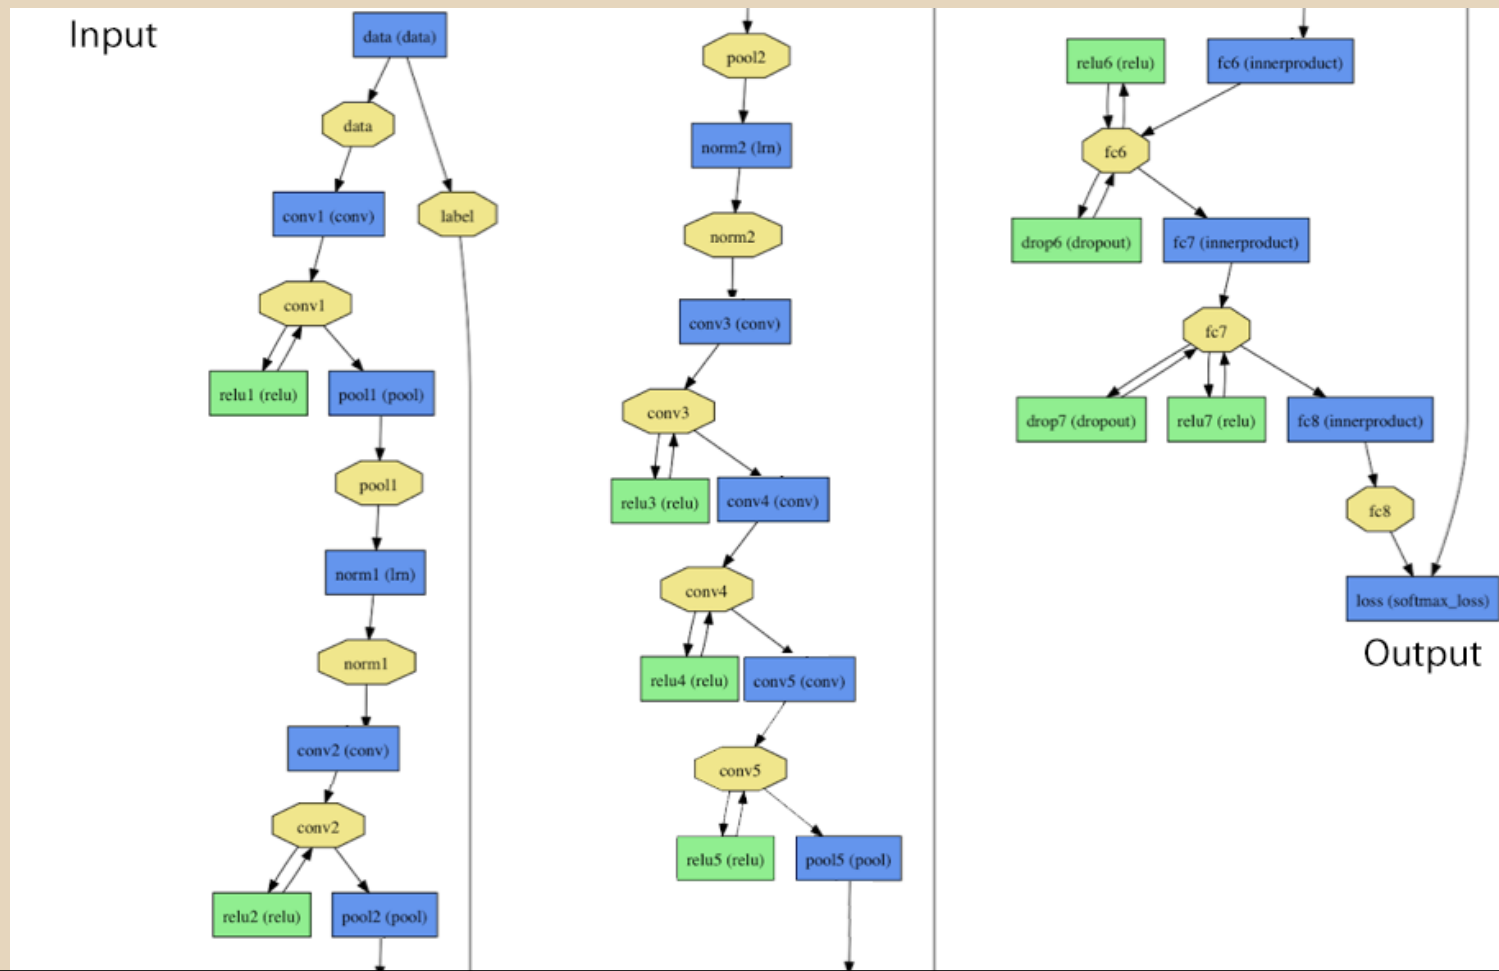 Input
data (data)
data
conv1 (conv)
label
conv1
relu1 (relu)
pool1 (pool)
pool1
norm1 (lrn)
norm1
conv2 (conv)
conv2
relu2 (relu)
pool2 (pool)
pool2
norm2 (lrn)
norm2
conv3 (conv)
conv3
relu3 (relu)
conv4 (conv)
conv4
relu4 (relu)
conv5 (conv)
conv5
relu5 (relu)
pool5 (pool)
relu6 (relu)
fc6 (innerproduct)
fc6
drop6 (dropout)
fc7 (innerproduct)
fc7
drop7 (dropout)
relu7 (relu)
fc8 (innerproduct)
fc8
loss (softmax_loss)
Output